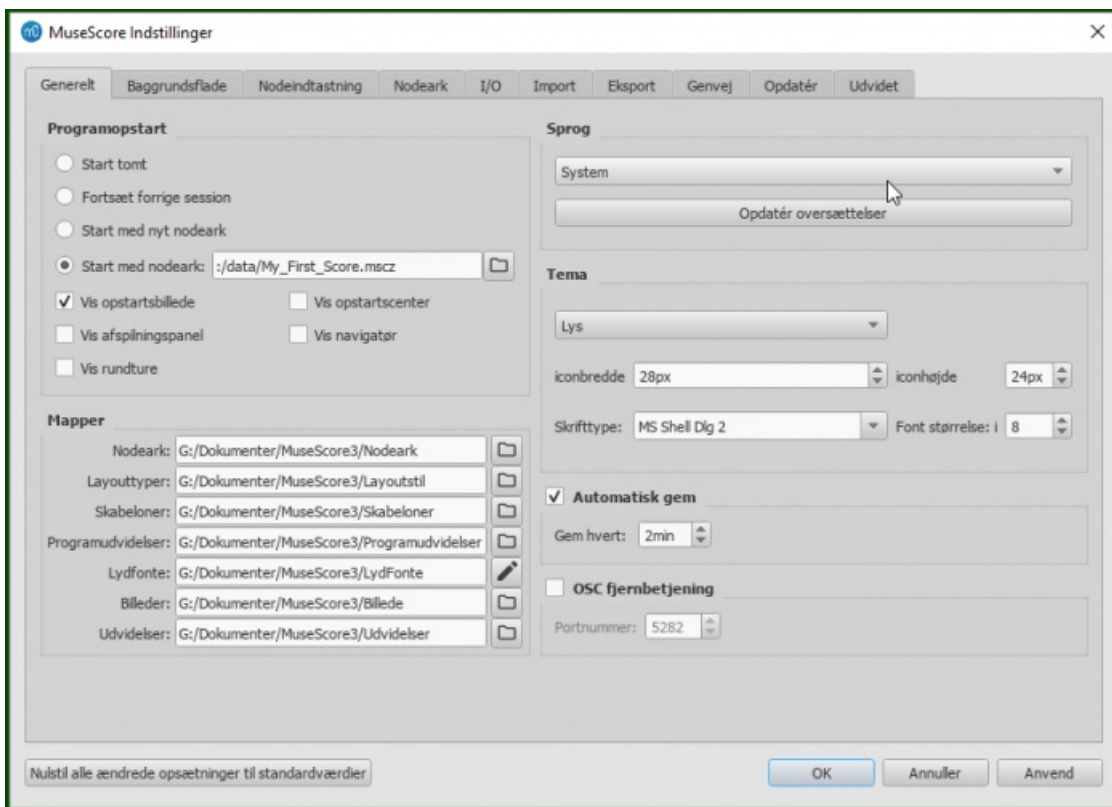 MuseScore Indstillinger
Generelt Baggrundsflade Nodeindtastning Nodeark I/O Import Eksport Genvej Opdatér Udvidet
Programopstart
Start tomt
Fortsæt forrige session
Start med nyt nodeark
Start med nodeark: :/data/My_First_Score.mscz
Vis opstartsbillede Vis opstartscenter
Vis afspilningspanel Vis navigatør
Vis rundture
Mapper
Nodeark: G:/Dokumenter/MuseScore3/Nodeark
Layouttyper: G:/Dokumenter/MuseScore3/Layoutstil
Skabeloner: G:/Dokumenter/MuseScore3/Skabeloner
Programudvidelser: G:/Dokumenter/MuseScore3/Programudvidelser
Lydfonte: G:/Dokumenter/MuseScore3/LydFonte
Billeder: G:/Dokumenter/MuseScore3/Billede
Udvidelser: G:/Dokumenter/MuseScore3/Udvidelser
Sprog
System
Opdatér oversættelser
Tema
Lys
iconbredde 28px iconhøjde 24px
Skrifttype: MS Shell Dlg 2 Font størrelse: i 8
Automatisk gem
Gem hvert: 2min
OSC fjernbetjening
Portnummer: 5282
Nulstil alle ændrede opsætninger til standardværdier OK Annuller Anvend